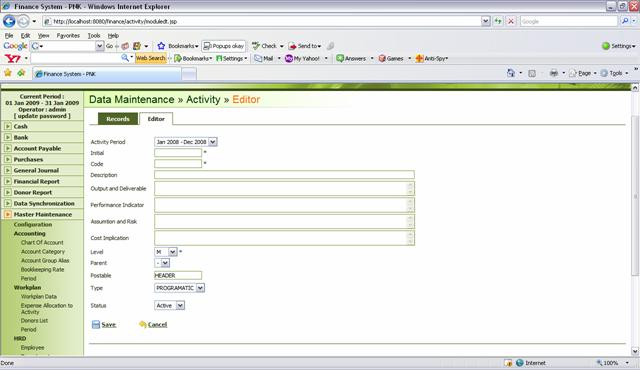 Finance System - PNK - Windows Internet Explorer
http://localhost:8080/finance/activity/moduledt.jsp
Google
File Edit View Favorites Tools Help
Google Go Bookmarks Popups okay Check Send to Settings
Y! Web Search Bookmarks Settings Mail My Yahoo! Answers Games Anti-Spy
Finance System - PNK
Page Tools
Current Period :
01 Jan 2009 - 31 Jan 2009
Operator : admin
[ update password ]
Cash
Bank
Account Payable
Purchases
General Journal
Financial Report
Donor Report
Data Synchronization
Master Maintenance
Configuration
Accounting
Chart Of Account
Account Category
Account Group Alias
Bookkeeping Rate
Period
Workplan
Workplan Data
Expense Allocation to
Activity
Donors List
Period
HRD
Employee
Data Maintenance » Activity » Editor
Records Editor
Activity Period Jan 2008 -Dec 2008
Initial *
Code *
Description
Output and Deliverable
Performance Indicator
Assumtion and Risk
Cost Implication
Level M *
Parent -
Postable HEADER
Type PROGRAMATIC
Status Active
Save Cancel
Done Internet 100%